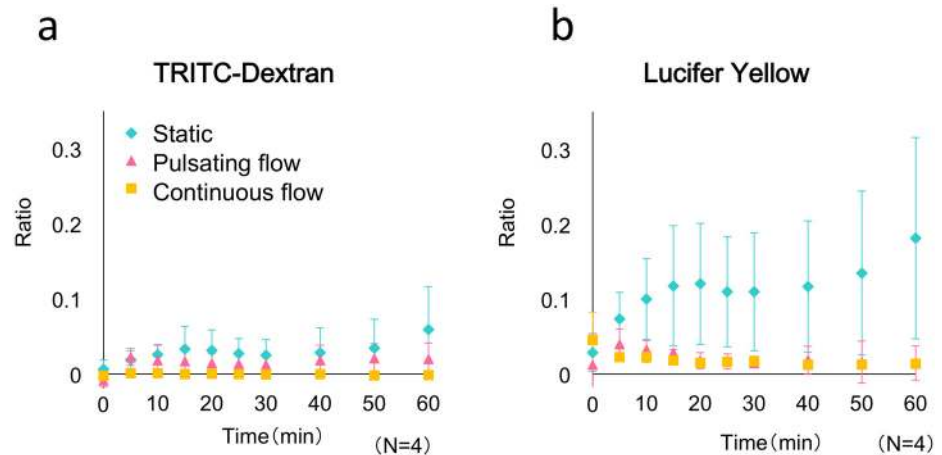 a
TRITC-Dextran
Ratio
0.3
0.2
0.1
0
Static
Pulsating flow
Continuous flow
0 10 20 30 40 50 60
Time(min)
(N=4)
b
Lucifer Yellow
Ratio
0.3
0.2
0.1
0
0 10 20 30 40 50 60
Time(min)
(N=4)